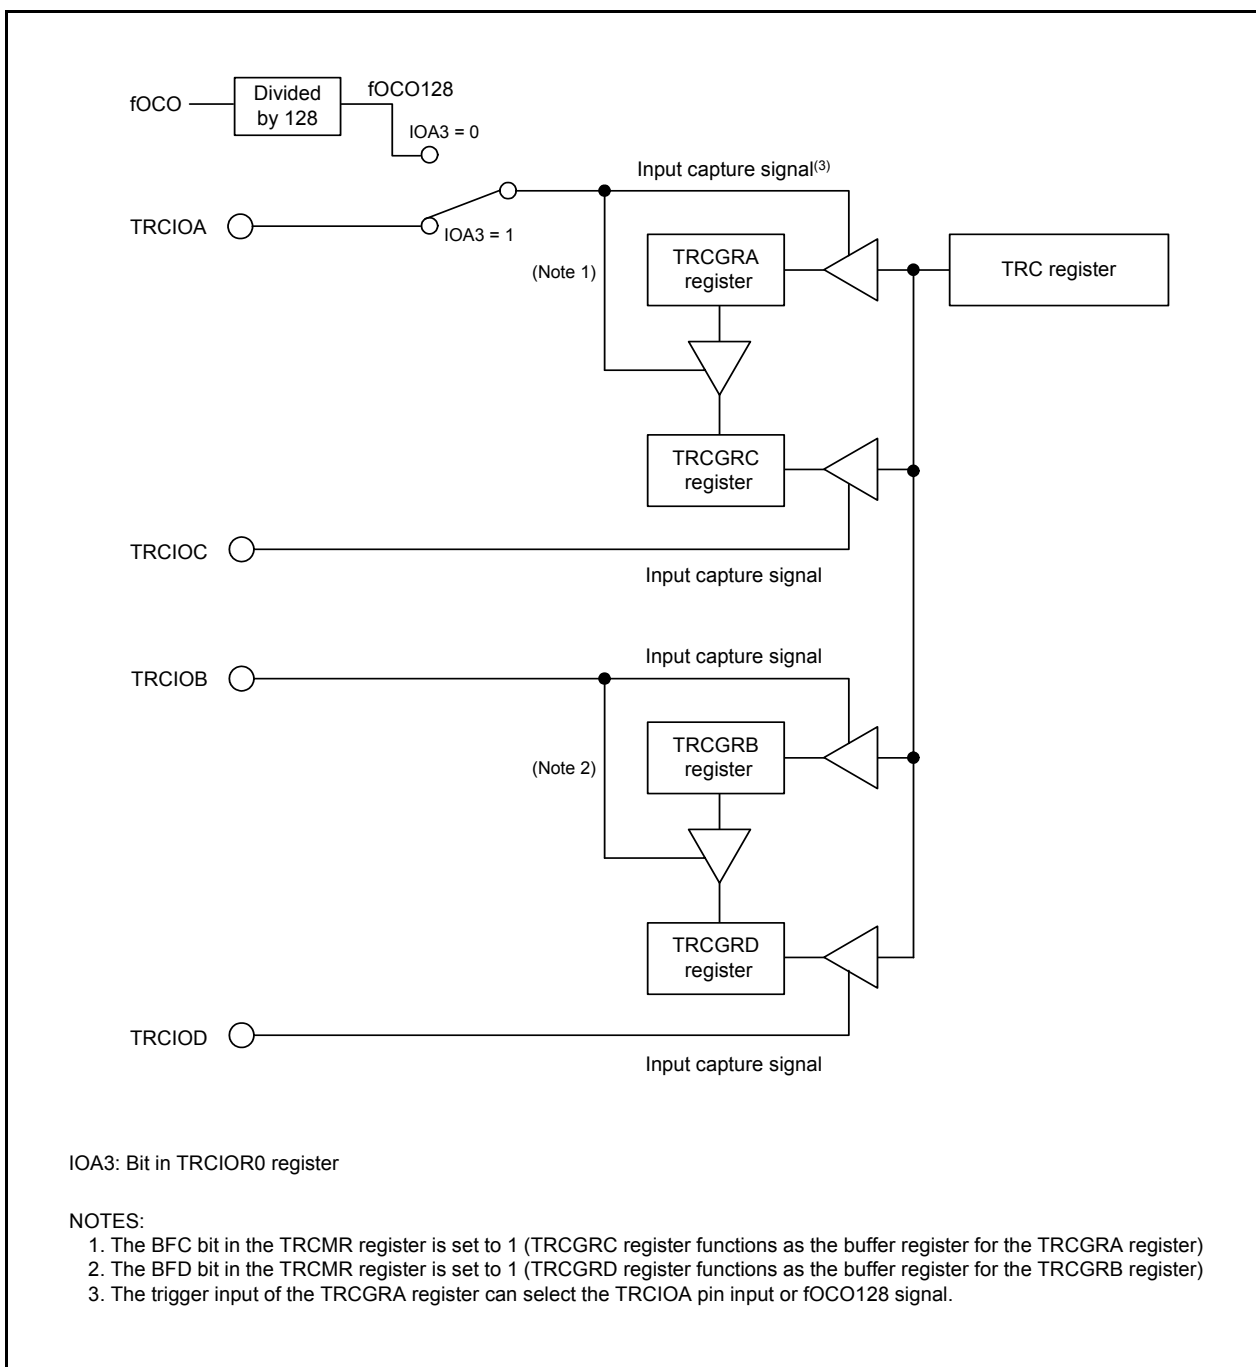 fOCO
Divided
by 128
fOCO128
IOA3 = 0
Input capture signal(3)
TRCIOA
IOA3 = 1
(Note 1)
TRCGRA
register
TRC register
TRCGRC
register
TRCIOC
Input capture signal
Input capture signal
TRCIOB
(Note 2)
TRCGRB
register
TRCGRD
register
TRCIOD
Input capture signal
IOA3: Bit in TRCIOR0 register
NOTES:
1. The BFC bit in the TRCMR register is set to 1 (TRCGRC register functions as the buffer register for the TRCGRA register)
2. The BFD bit in the TRCMR register is set to 1 (TRCGRD register functions as the buffer register for the TRCGRB register)
3. The trigger input of the TRCGRA register can select the TRCIOA pin input or fOCO128 signal.